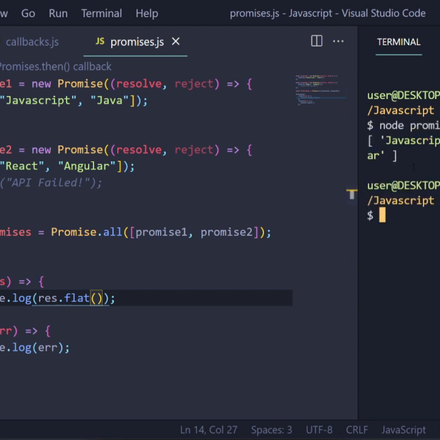 w Go Run Terminal Help promises.js - Javascript - Visual Studio Code
callbacks.js JS promises.js ×
TERMINAL
Promises.then() callback
e1 = new Promise((resolve, reject) => {
"Javascript", "Java"]);
e2 = new Promise((resolve, reject) => {
"React", "Angular"]);
("API Failed!");
mises = Promise.all([promise1, promise2]);
s) => {
e.log(res.flat());
rr) => {
e.log(err);
user@DESKTOP
/Javascript
$ node promi
[ 'Javascrip
ar' ]
user@DESKTOP
/Javascript
$
Ln 14, Col 27 Spaces: 3 UTF-8 CRLF JavaScript